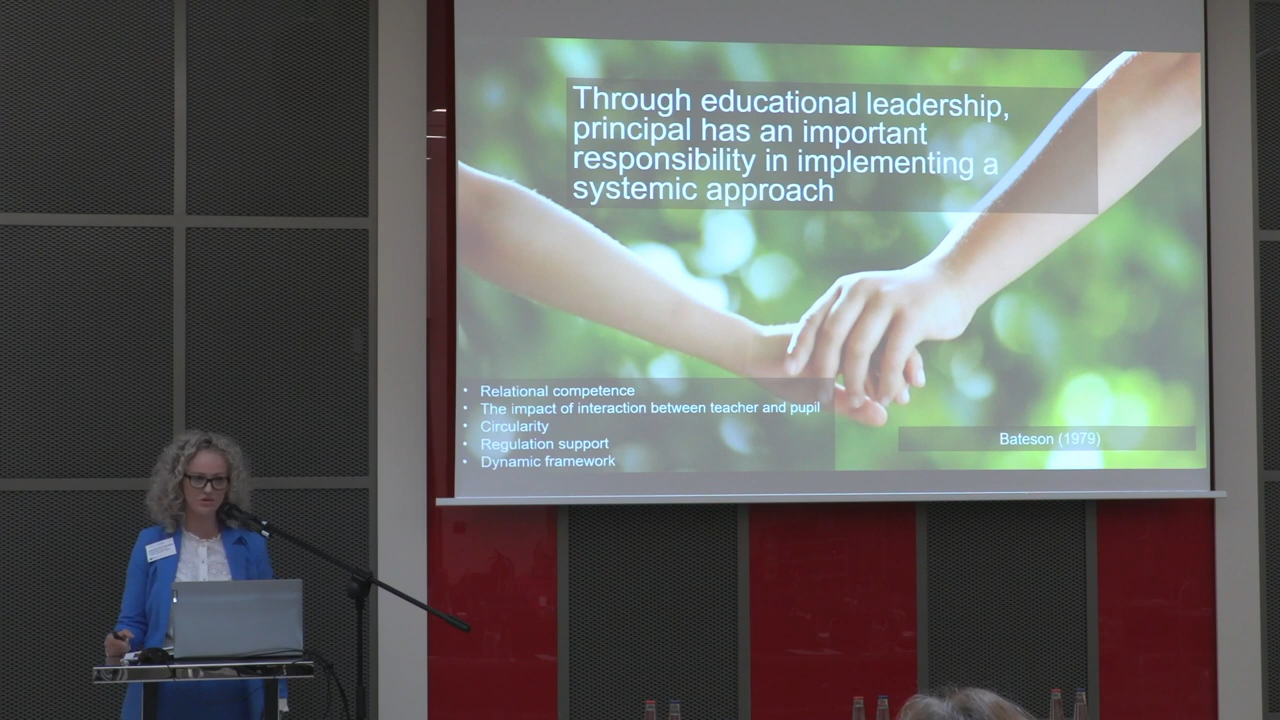 Through educational leadership,
principal has an important
responsibility in implementing a
systemic approach
• Relational competence
• The impact of interaction between teacher and pupil
• Circularity
• Regulation support
• Dynamic framework
Bateson (1979)